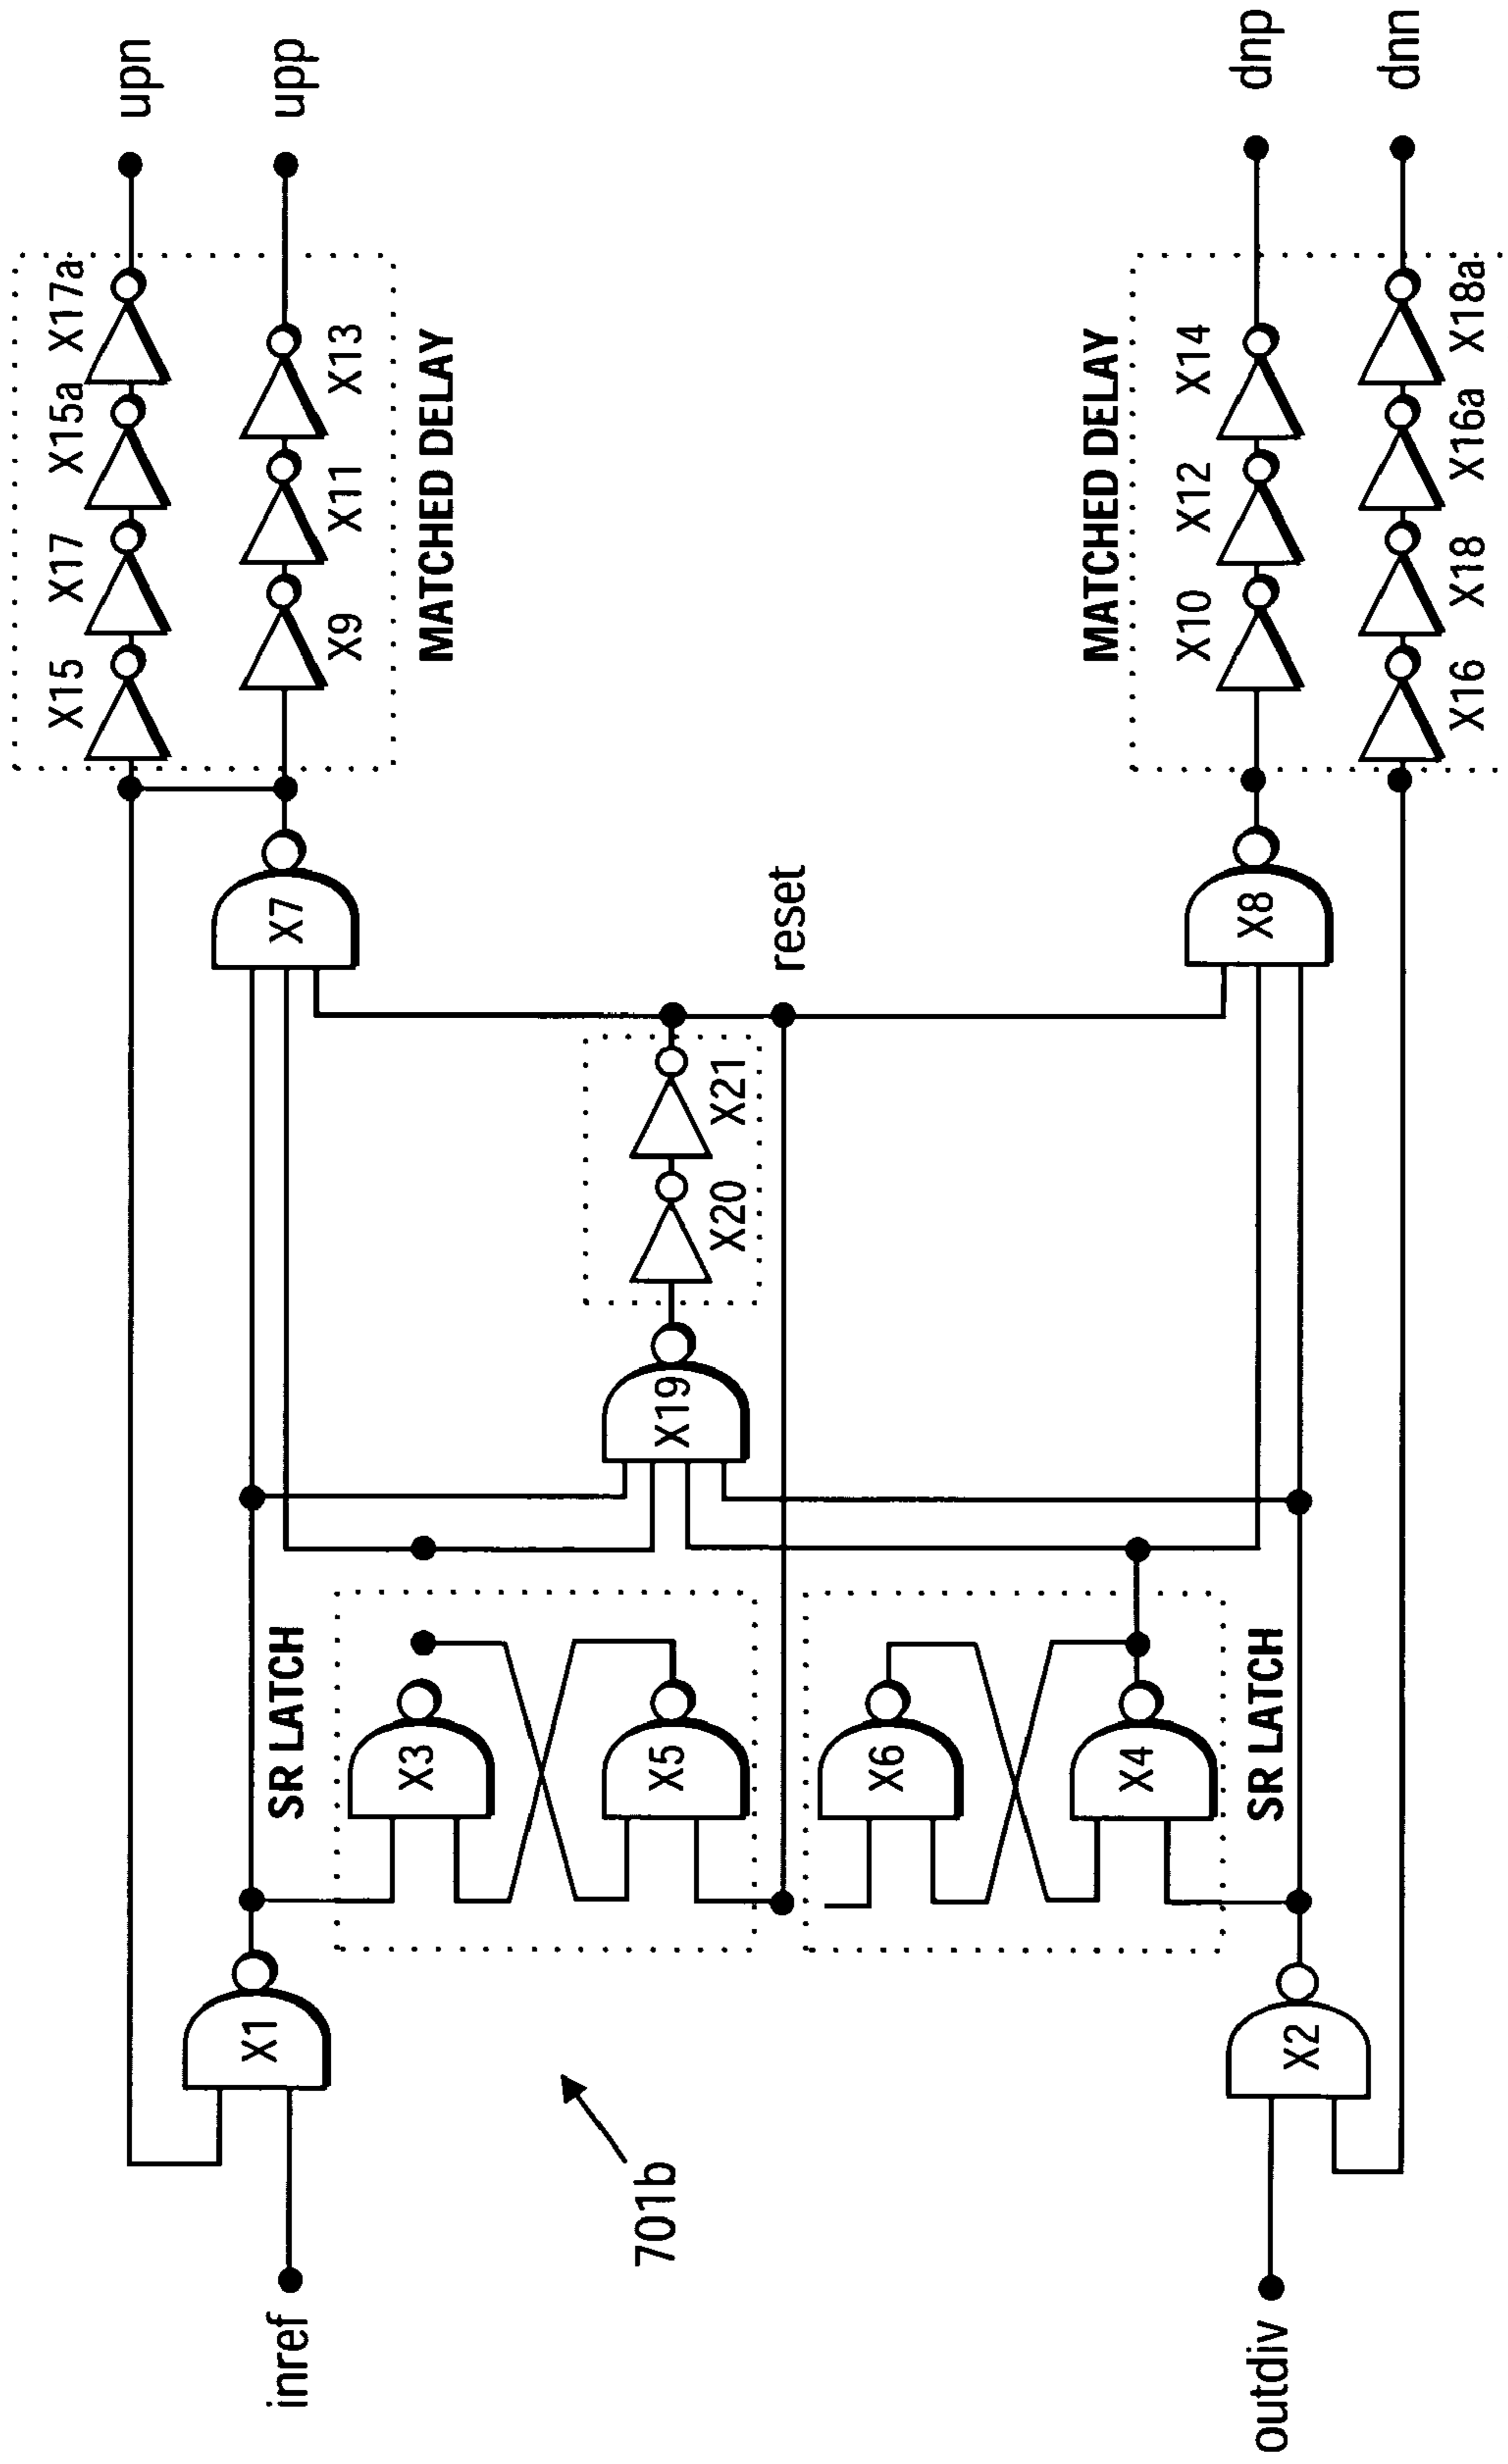 upn
upp
X15
X17
X15a
X17a
X9
X11
X13
MATCHED DELAY
X7
reset
X20
X21
X19
SR LATCH
X3
X5
X1
inref
701b
X6
X4
SR LATCH
X2
outdiv
X8
MATCHED DELAY
X10
X12
X14
X16
X18
X16a
X18a
dnp
dnn